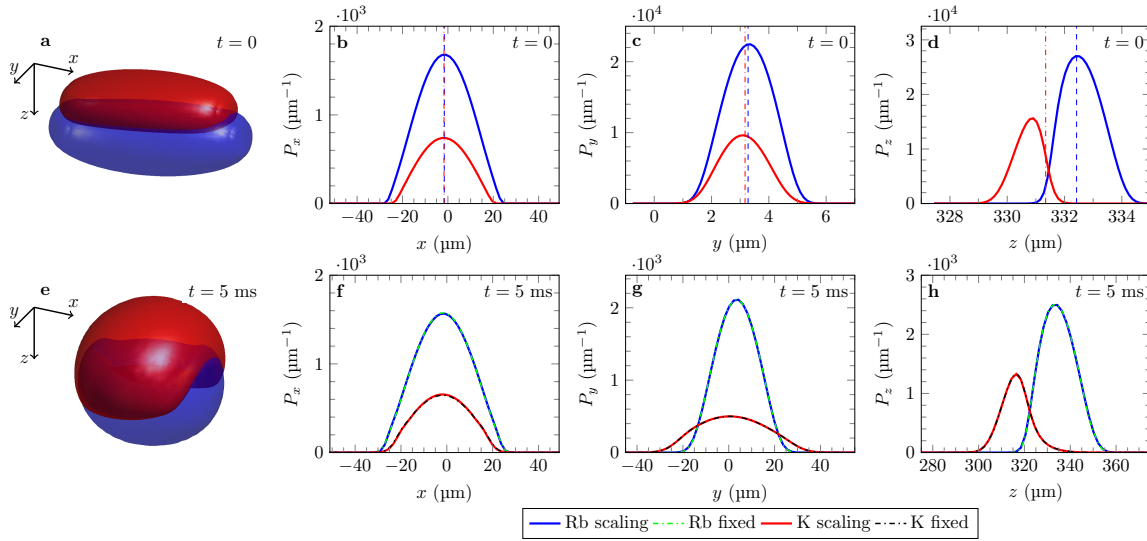 a t = 0
x
y
z
·10³
b t = 0
2
1
0
P_x (µm⁻¹)
−40 −20 0 20 40
x (µm)
·10⁴
c t = 0
2
1
0
P_y (µm⁻¹)
0 2 4 6
y (µm)
·10⁴
d t = 0
3
2
1
0
P_z (µm⁻¹)
328 330 332 334
z (µm)
e t = 5 ms
x
y
z
·10³
f t = 5 ms
2
1
0
P_x (µm⁻¹)
−40 −20 0 20 40
x (µm)
·10³
g t = 5 ms
2
1
0
P_y (µm⁻¹)
−40 −20 0 20 40
y (µm)
·10³
h t = 5 ms
3
2
1
0
P_z (µm⁻¹)
280 300 320 340 360
z (µm)
Rb scaling Rb fixed K scaling K fixed